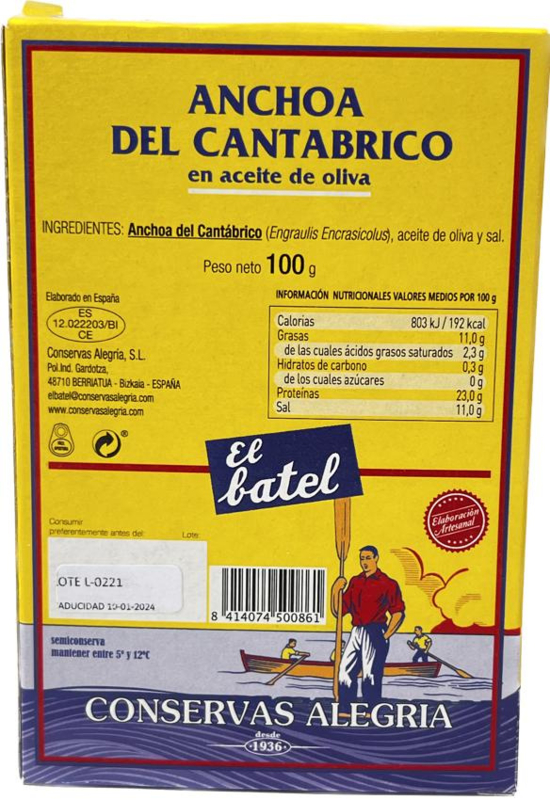 ANCHOA
DEL CANTABRICO
en aceite de oliva
INGREDIENTES: Anchoa del Cantábrico (Engraulis Encrasicolus), aceite de oliva y sal.
Peso neto 100 g
Elaborado en España
ES
12.022203/BI
CE
Conservas Alegria, S.L.
Pol.Ind. Gardotza,
48710 BERRIATUA - Bizkaia - ESPAÑA
elbatel@conservasalegria.com
www.conservasalegria.com
INFORMACIÓN NUTRICIONALES VALORES MEDIOS POR 100 g
Calorias 803 kJ / 192 kcal
Grasas 11,0 g
de las cuales ácidos grasos saturados 2,3 g
Hidratos de carbono 0,3 g
de los cuales azúcares 0 g
Proteínas 23,0 g
Sal 11,0 g
El
batel
Elaboración
Artesanal
Consumir
preferentemente antes del: Lote:
OTE L-0221
ADUCIDAD 19-01-2024
8 414074 500861
semiconserva
mantener entre 5º y 12ºC
CONSERVAS ALEGRIA
desde
1936